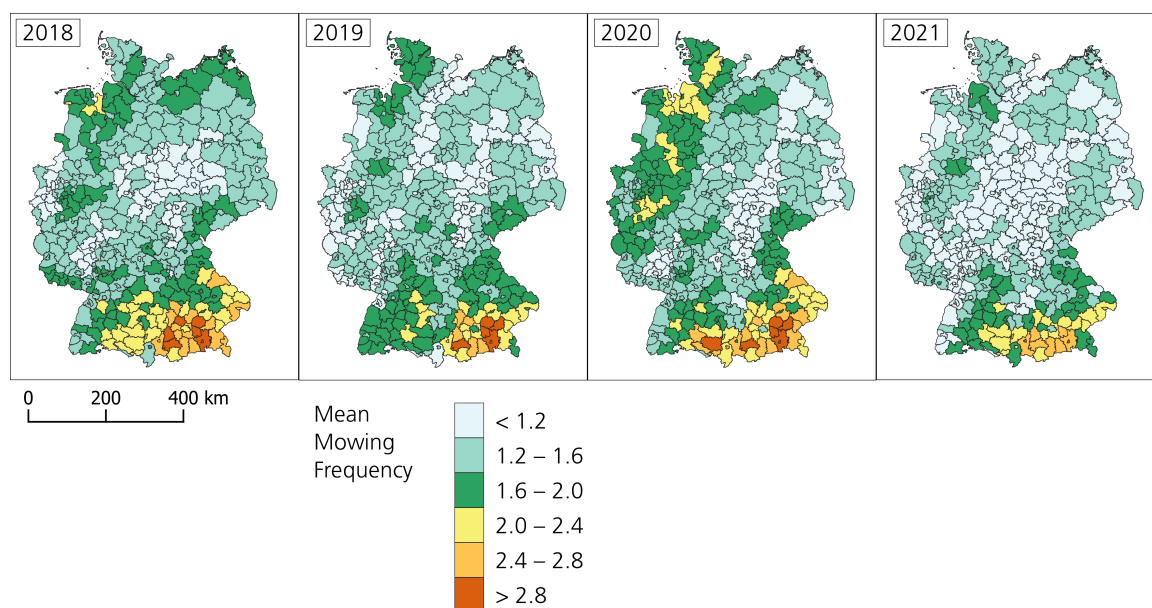 2018
2019
2020
2021
0 200 400 km
Mean
Mowing
Frequency
< 1.2
1.2 – 1.6
1.6 – 2.0
2.0 – 2.4
2.4 – 2.8
> 2.8